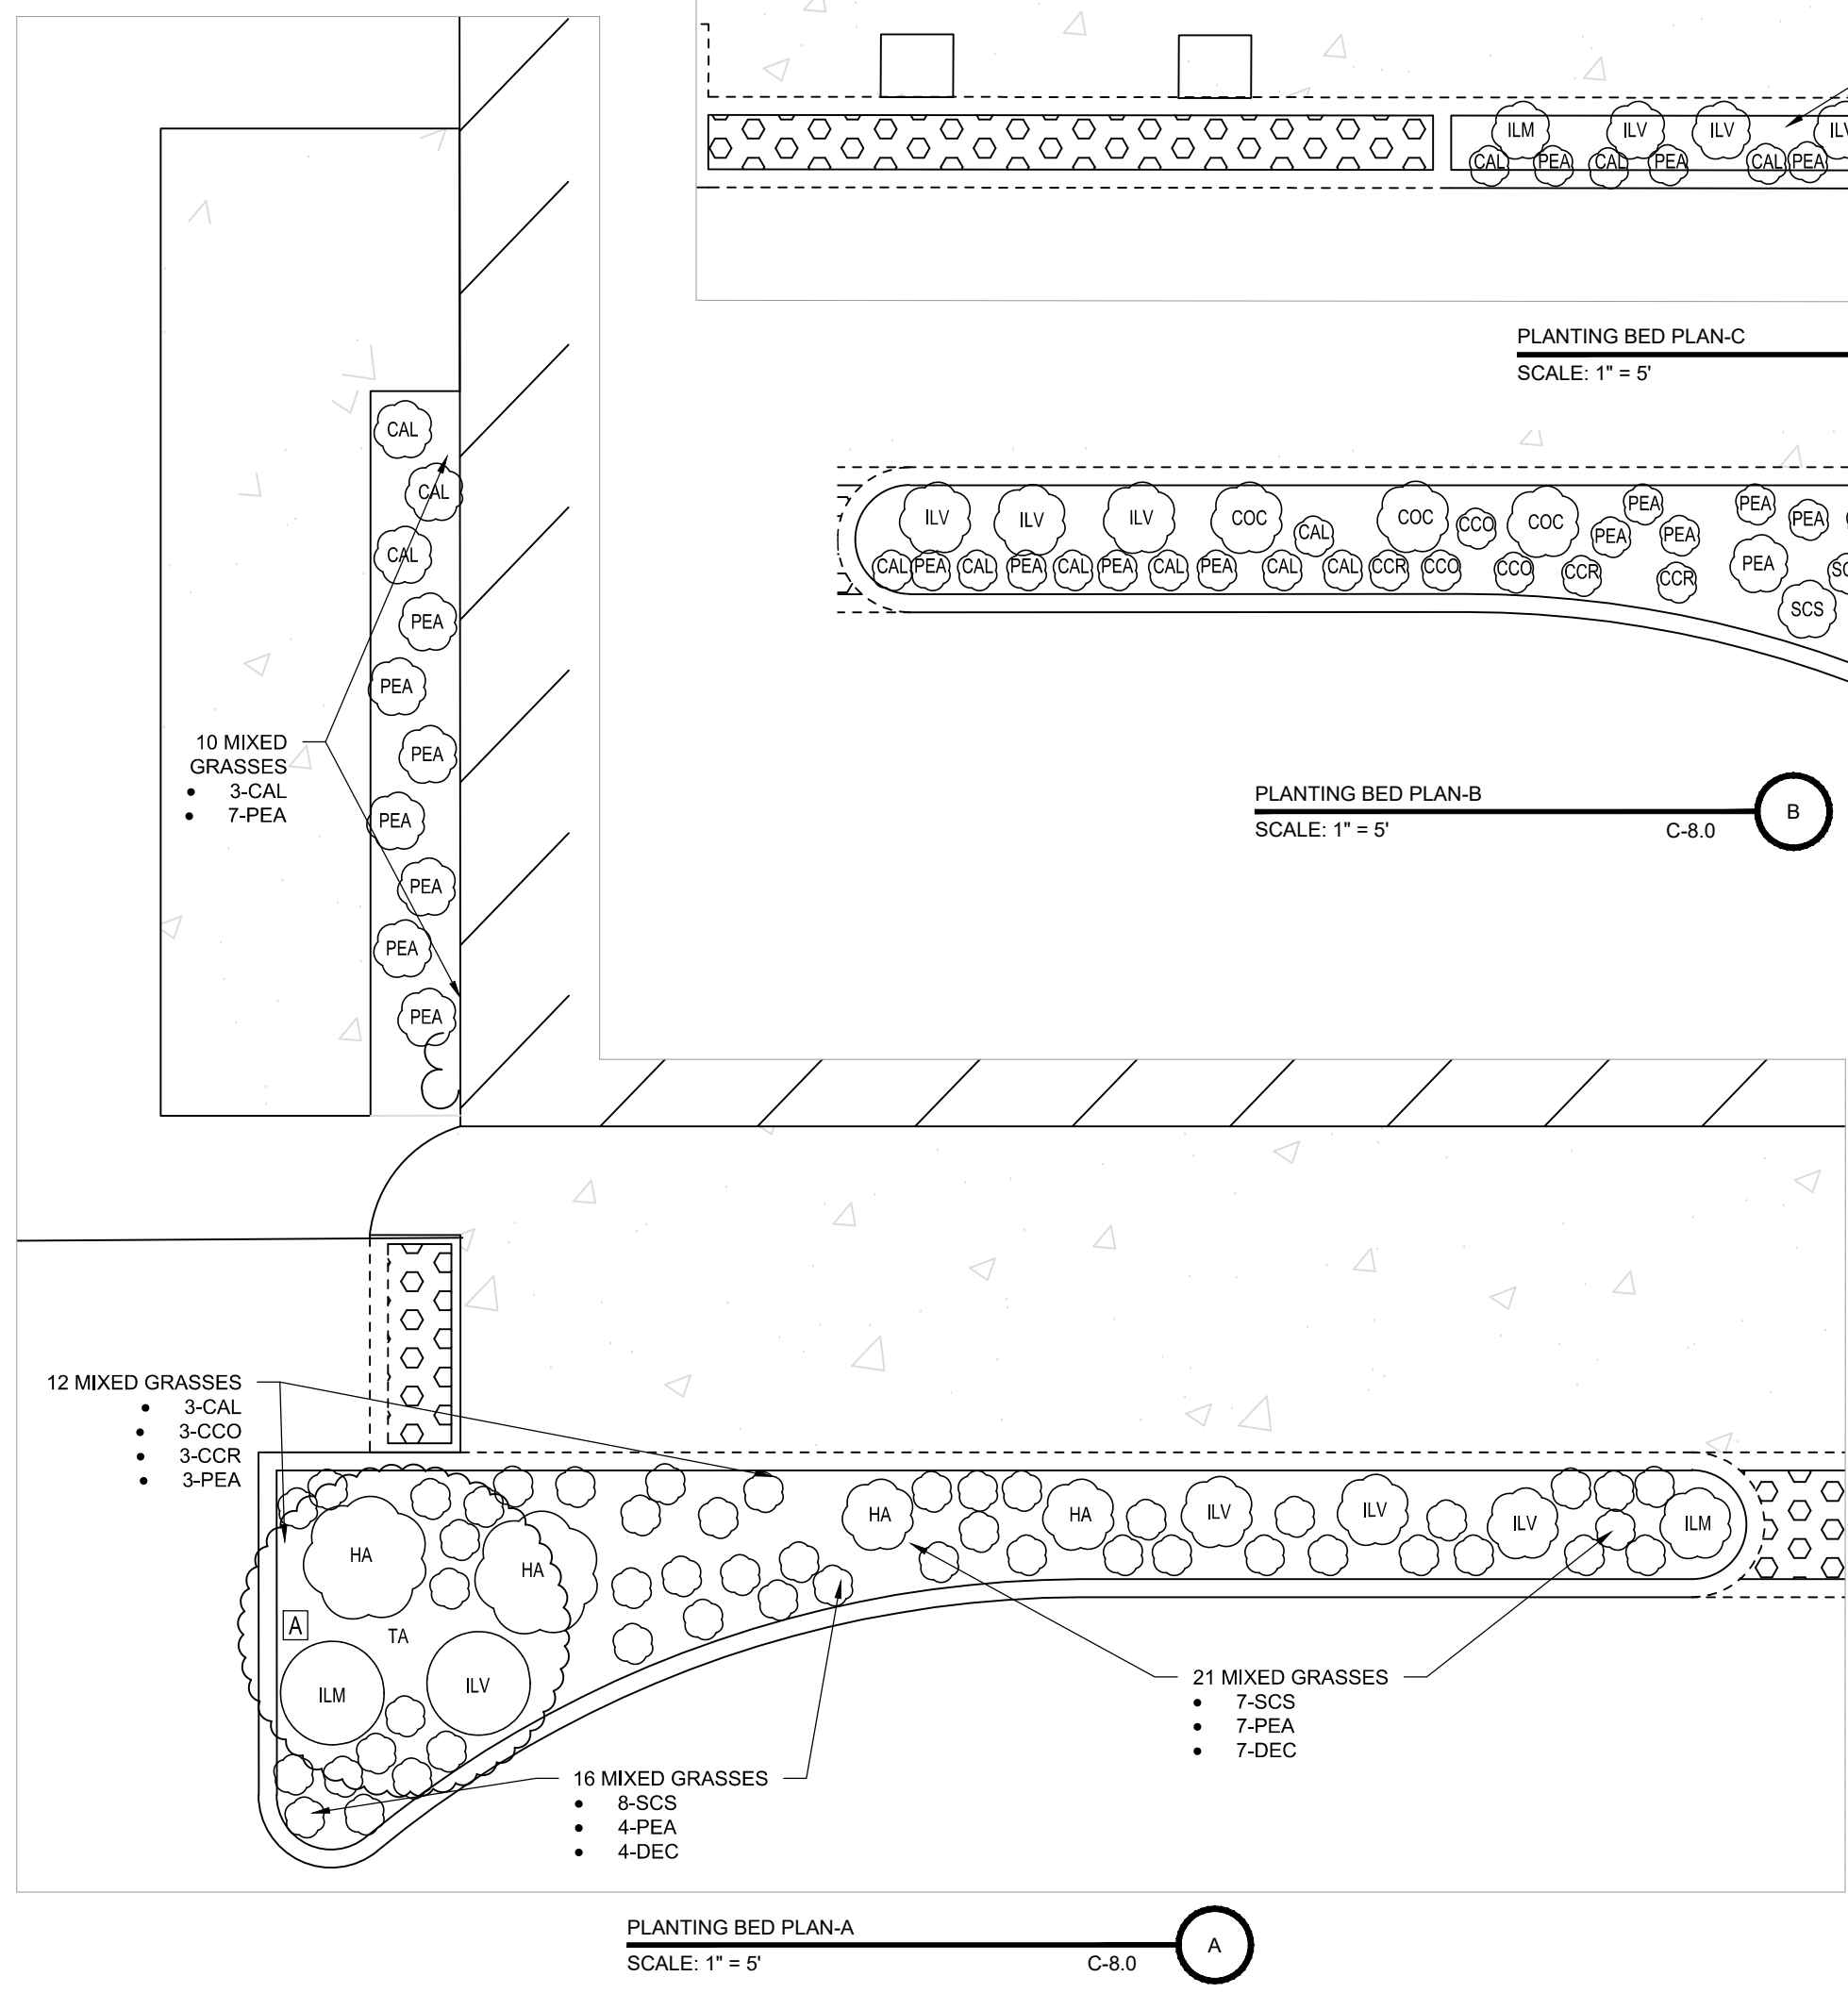 ILM
ILV
ILV
CAL
PEA
CAL
PEA
CAL
PEA
PLANTING BED PLAN-C
SCALE: 1" = 5'
ILV
ILV
ILV
COC
CAL
COC
CCO
COC
PEA
PEA
PEA
PEA
PEA
CAL
PEA
CAL
PEA
CAL
PEA
CAL
PEA
CAL
CAL
CCR
CCO
CCO
CCR
CCR
PEA
SCS
PLANTING BED PLAN-B
SCALE: 1" = 5'
C-8.0
B
CAL
CAL
CAL
PEA
PEA
PEA
PEA
PEA
PEA
PEA
10 MIXED
GRASSES
• 3-CAL
• 7-PEA
12 MIXED GRASSES
• 3-CAL
• 3-CCO
• 3-CCR
• 3-PEA
HA
HA
A
TA
ILM
ILV
HA
HA
ILV
ILV
ILV
ILM
21 MIXED GRASSES
• 7-SCS
• 7-PEA
• 7-DEC
16 MIXED GRASSES
• 8-SCS
• 4-PEA
• 4-DEC
PLANTING BED PLAN-A
SCALE: 1" = 5'
C-8.0
A